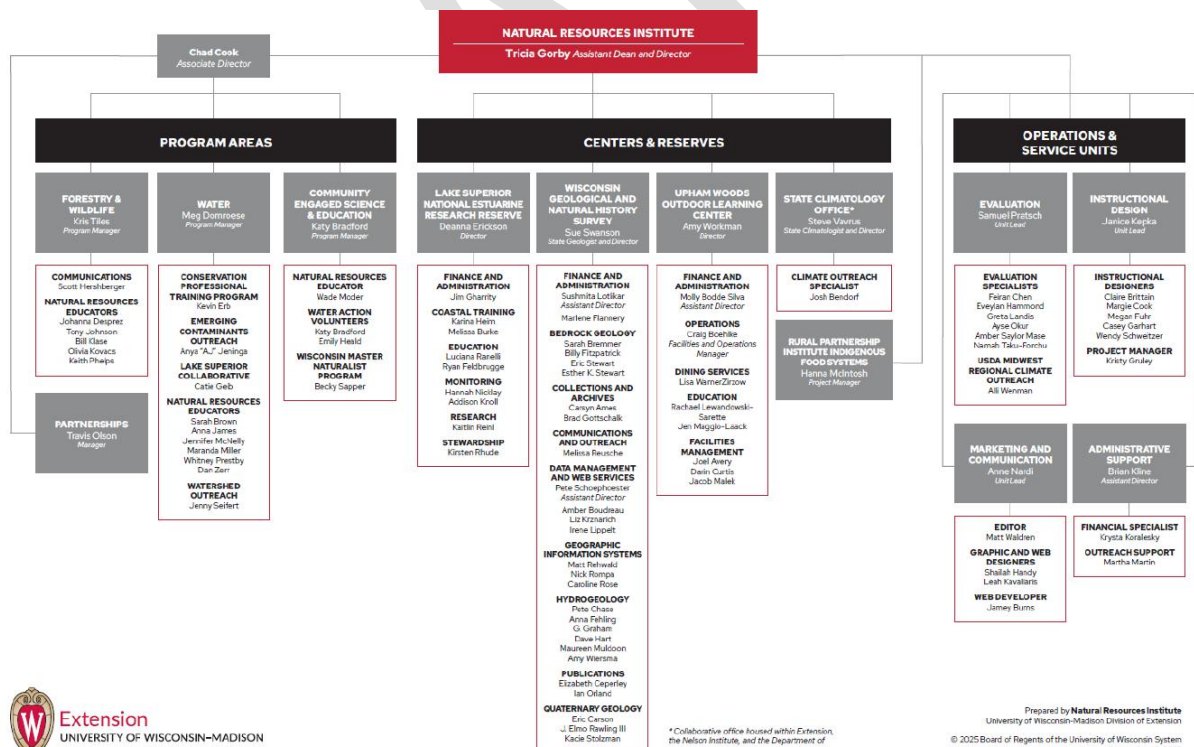 NATURAL RESOURCES INSTITUTE
Tricia Gorby Assistant Dean and Director
Chad Cook
Associate Director
PROGRAM AREAS
FORESTRY &
WILDLIFE
Kris Tiles
Program Manager
COMMUNICATIONS
Scott Hershberger
NATURAL RESOURCES
EDUCATORS
Johanna Desprez
Tony Johnson
Bill Klase
Olivia Kovacs
Keith Phelps
PARTNERSHIPS
Travis Olson
Manager
WATER
Meg Domroese
Program Manager
CONSERVATION
PROFESSIONAL
TRAINING PROGRAM
Kevin Erb
EMERGING
CONTAMINANTS
OUTREACH
Anya "AJ" Jeninga
LAKE SUPERIOR
COLLABORATIVE
Catie Geib
NATURAL RESOURCES
EDUCATORS
Sarah Brown
Anna James
Jennifer McNelly
Maranda Miller
Whitney Prestby
Dan Zerr
WATERSHED
OUTREACH
Jenny Seifert
COMMUNITY
ENGAGED SCIENCE
& EDUCATION
Katy Bradford
Program Manager
NATURAL RESOURCES
EDUCATOR
Wade Moder
WATER ACTION
VOLUNTEERS
Katy Bradford
Emily Heald
WISCONSIN MASTER
NATURALIST
PROGRAM
Becky Sapper
CENTERS & RESERVES
LAKE SUPERIOR
NATIONAL ESTUARINE
RESEARCH RESERVE
Deanna Erickson
Director
FINANCE AND
ADMINISTRATION
Jim Gharrity
COASTAL TRAINING
Karina Heim
Melissa Burke
EDUCATION
Luciana Ranelli
Ryan Feldbrugge
MONITORING
Hannah Nicklay
Addison Knoll
RESEARCH
Kaitlin Reinl
STEWARDSHIP
Kirsten Rhude
WISCONSIN
GEOLOGICAL AND
NATURAL HISTORY
SURVEY
Sue Swanson
State Geologist and Director
FINANCE AND
ADMINISTRATION
Sushmita Lotlikar
Assistant Director
Marlene Flannery
BEDROCK GEOLOGY
Sarah Bremmer
Billy Fitzpatrick
Eric Stewart
Esther K. Stewart
COLLECTIONS AND
ARCHIVES
Carsyn Ames
Brad Gottschalk
COMMUNICATIONS
AND OUTREACH
Melissa Reusche
DATA MANAGEMENT
AND WEB SERVICES
Pete Schoephoester
Assistant Director
Amber Boudreau
Liz Krznarich
Irene Lippelt
GEOGRAPHIC
INFORMATION SYSTEMS
Matt Rehwald
Nick Rompa
Caroline Rose
HYDROGEOLOGY
Pete Chase
Anna Fehling
G. Graham
Dave Hart
Maureen Muldoon
Amy Wiersma
PUBLICATIONS
Elizabeth Ceperley
Ian Orland
QUATERNARY GEOLOGY
Eric Carson
J. Elmo Rawling III
Kacie Stolzman
UPHAM WOODS
OUTDOOR LEARNING
CENTER
Amy Workman
Director
FINANCE AND
ADMINISTRATION
Molly Bodde Silva
Assistant Director
OPERATIONS
Craig Boehlke
Facilities and Operations
Manager
DINING SERVICES
Lisa WarnerZirzow
EDUCATION
Rachael Lewandowski-
Sarette
Jen Maggio-Laack
FACILITIES
MANAGEMENT
Joel Avery
Darin Curtis
Jacob Malek
STATE CLIMATOLOGY
OFFICE*
Steve Vavrus
State Climatologist and Director
CLIMATE OUTREACH
SPECIALIST
Josh Bendorf
RURAL PARTNERSHIP
INSTITUTE INDIGENOUS
FOOD SYSTEMS
Hanna McIntosh
Project Manager
OPERATIONS &
SERVICE UNITS
EVALUATION
Samuel Pratsch
Unit Lead
EVALUATION
SPECIALISTS
Feiran Chen
Eveylan Hammond
Greta Landis
Ayse Okur
Amber Saylor Mase
Namah Taku-Forchu
USDA MIDWEST
REGIONAL CLIMATE
OUTREACH
Alli Wenman
INSTRUCTIONAL
DESIGN
Janice Kepka
Unit Lead
INSTRUCTIONAL
DESIGNERS
Claire Brittain
Margie Cock
Megan Fuhr
Casey Garhart
Wendy Schweitzer
PROJECT MANAGER
Kristy Gruley
MARKETING AND
COMMUNICATION
Anne Nardi
Unit Lead
EDITOR
Matt Waldren
GRAPHIC AND WEB
DESIGNERS
Shailah Handy
Leah Kavaliaris
WEB DEVELOPER
Jamey Burns
ADMINISTRATIVE
SUPPORT
Brian Kline
Assistant Director
FINANCIAL SPECIALIST
Krysta Koralesky
OUTREACH SUPPORT
Martha Martin
Extension
UNIVERSITY OF WISCONSIN–MADISON
* Collaborative office housed within Extension,
the Nelson Institute, and the Department of
Prepared by Natural Resources Institute
University of Wisconsin-Madison Division of Extension
© 2025 Board of Regents of the University of Wisconsin System